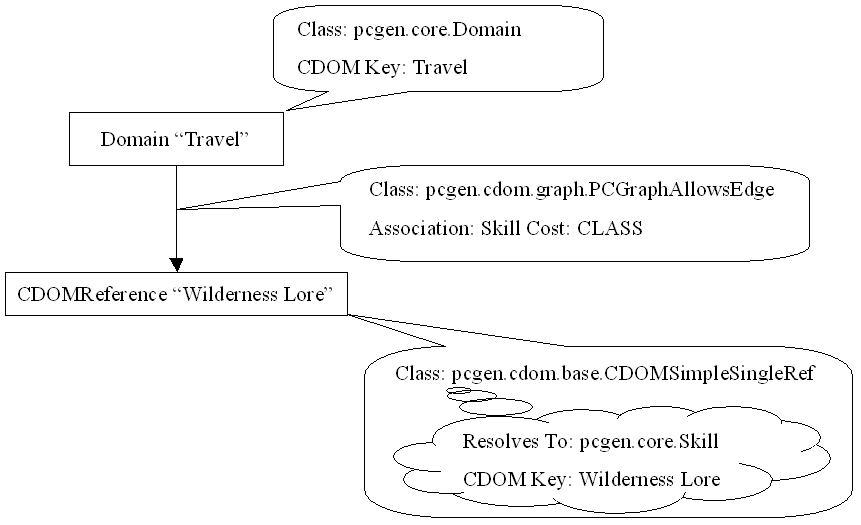 Class: pcgen.core.Domain
CDOM Key: Travel
Domain “Travel”
Class: pcgen.cdom.graph.PCGraphAllowsEdge
Association: Skill Cost: CLASS
CDOMReference “Wilderness Lore”
Class: pcgen.cdom.base.CDOMSimpleSingleRef
Resolves To: pcgen.core.Skill
CDOM Key: Wilderness Lore